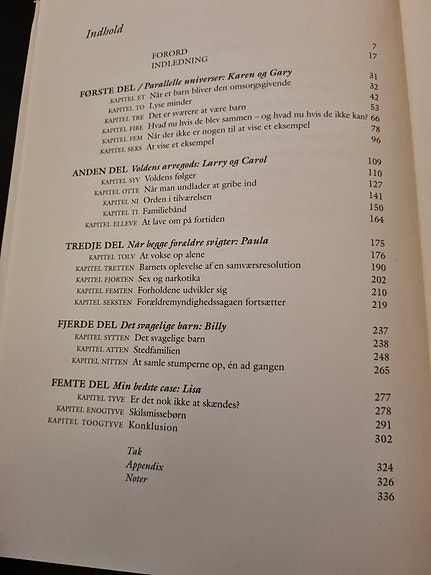 Indhold
FORORD 7
INDLEDNING 17
FØRSTE DEL / Parallelle universer: Karen og Gary 31
KAPITEL ET Når et barn bliver den omsorgsgivende 32
KAPITEL TO Lyse minder 42
KAPITEL TRE Det er sværere at være barn 53
KAPITEL FIRE Hvad nu hvis de blev sammen – og hvad nu hvis de ikke kan? 66
KAPITEL FEM Når der ikke er nogen til at vise et eksempel 78
KAPITEL SEKS At vise et eksempel 96
ANDEN DEL Voldens arvegods: Larry og Carol 109
KAPITEL SYV Voldens følger 110
KAPITEL OTTE Når man undlader at gribe ind 127
KAPITEL NI Orden i tilværelsen 141
KAPITEL TI Familiebånd 150
KAPITEL ELLEVE At lave om på fortiden 164
TREDJE DEL Når begge forældre svigter: Paula 175
KAPITEL TOLV At vokse op alene 176
KAPITEL TRETTEN Barnets oplevelse af en samværsresolution 190
KAPITEL FJORTEN Sex og narkotika 202
KAPITEL FEMTEN Forholdene udvikler sig 210
KAPITEL SEKSTEN Forældremyndighedssagaen fortsætter 219
FJERDE DEL Det svagelige barn: Billy 237
KAPITEL SYTTEN Det svagelige barn 238
KAPITEL ATTEN Stedfamilien 248
KAPITEL NITTEN At samle stumperne op, én ad gangen 265
FEMTE DEL Min bedste case: Lisa 277
KAPITEL TYVE Er det nok ikke at skændes? 278
KAPITEL ENOGTYVE Skilsmissebørn 291
KAPITEL TOOGTYVE Konklusion 302
Tak 324
Appendix 326
Noter 336